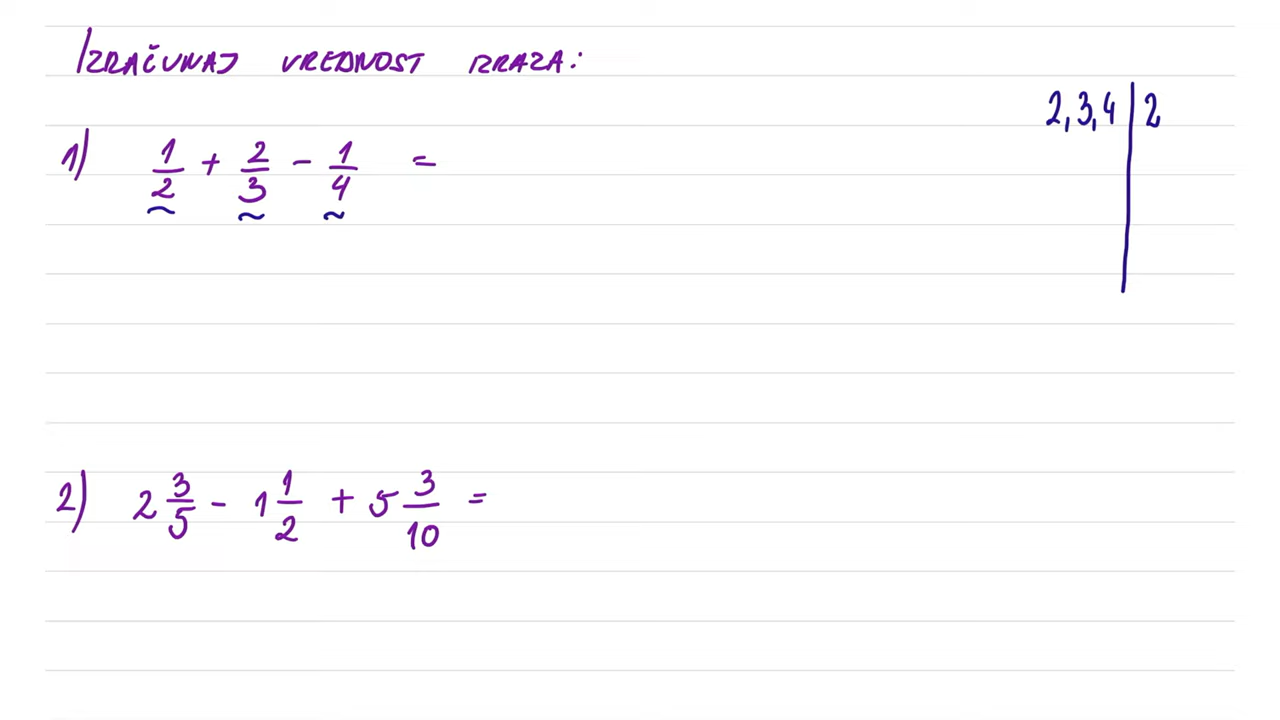 IZRAČUNAJ VREDNOST IZRAZA:
2,3,4 | 2
1) 1/2 + 2/3 - 1/4 =
2) 2 3/5 - 1 1/2 + 5 3/10 =